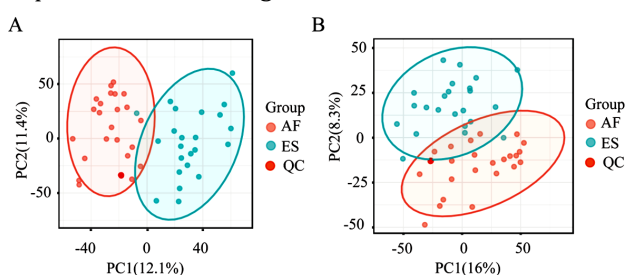 A
50
0
-50
PC2(11.4%)
-40
0
40
PC1(12.1%)
Group
AF
ES
QC
B
50
25
0
-25
-50
PC2(8.3%)
-50
0
50
PC1(16%)
Group
AF
ES
QC